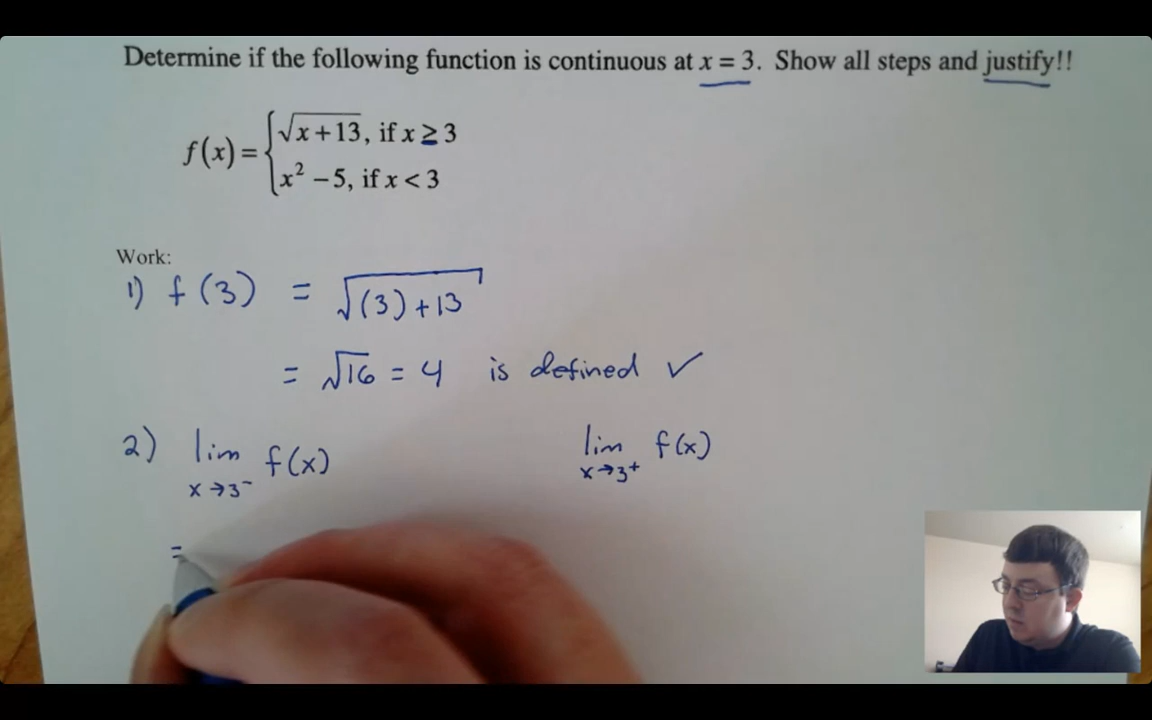 Determine if the following function is continuous at x = 3. Show all steps and justify!!
f(x) = { √(x + 13), if x ≥ 3
x² − 5, if x < 3
Work:
1) f(3) = √((3) + 13)
= √16 = 4 is defined ✓
2) lim x→3⁻ f(x) lim x→3⁺ f(x)
=